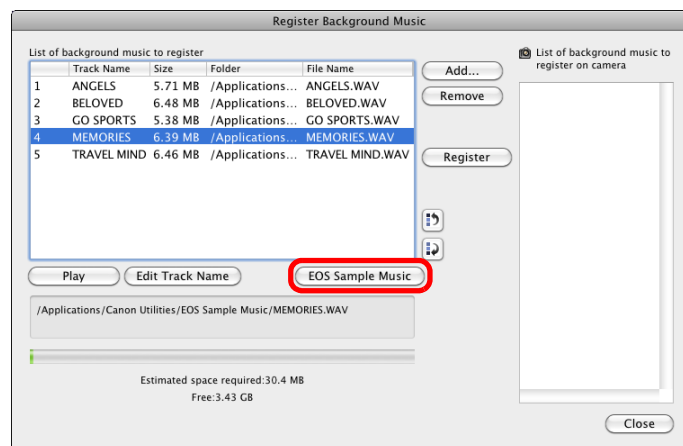 Register Background Music
List of background music to register
Track Name Size Folder File Name
1 ANGELS 5.71 MB /Applications... ANGELS.WAV
2 BELOVED 6.48 MB /Applications... BELOVED.WAV
3 GO SPORTS 5.38 MB /Applications... GO SPORTS.WAV
4 MEMORIES 6.39 MB /Applications... MEMORIES.WAV
5 TRAVEL MIND 6.46 MB /Applications... TRAVEL MIND.WAV
Add...
Remove
Register
Play
Edit Track Name
EOS Sample Music
/Applications/Canon Utilities/EOS Sample Music/MEMORIES.WAV
Estimated space required:30.4 MB
Free:3.43 GB
List of background music to
register on camera
Close